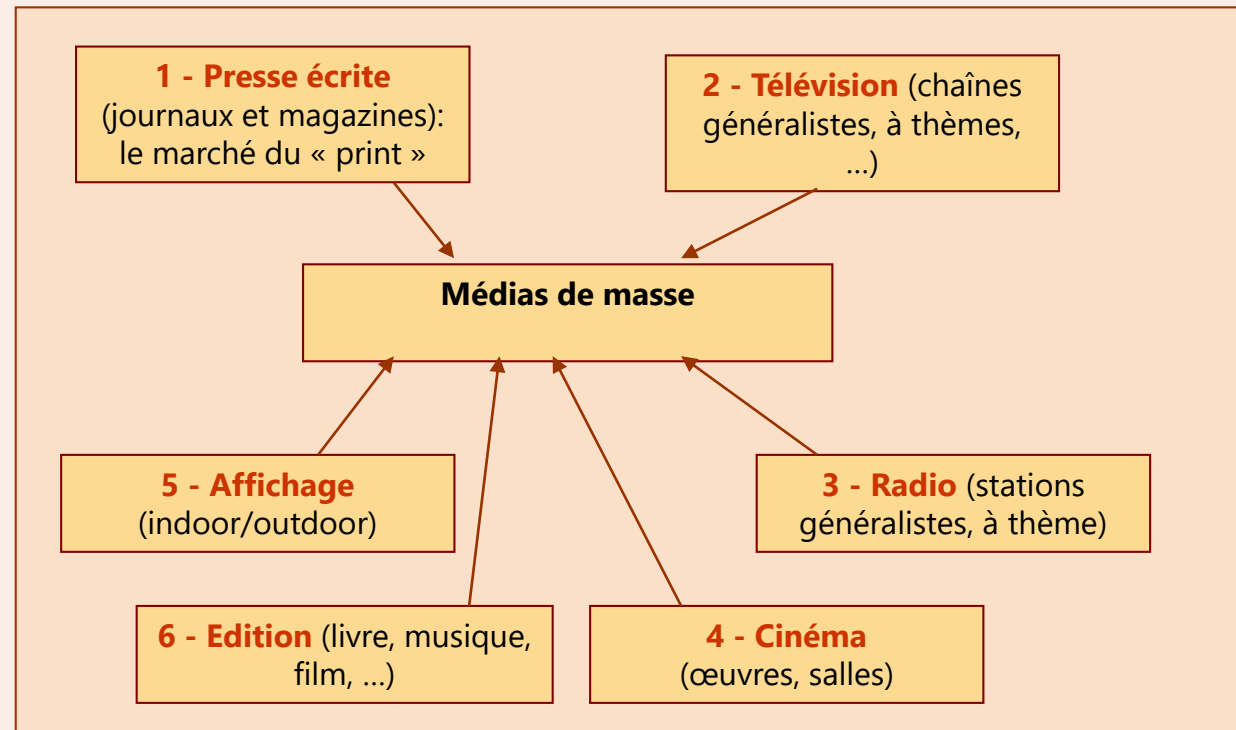 1 - Presse écrite
(journaux et magazines):
le marché du « print »
2 - Télévision (chaînes
généralistes, à thèmes,
…)
Médias de masse
5 - Affichage
(indoor/outdoor)
3 - Radio (stations
généralistes, à thème)
6 - Edition (livre, musique,
film, …)
4 - Cinéma
(œuvres, salles)